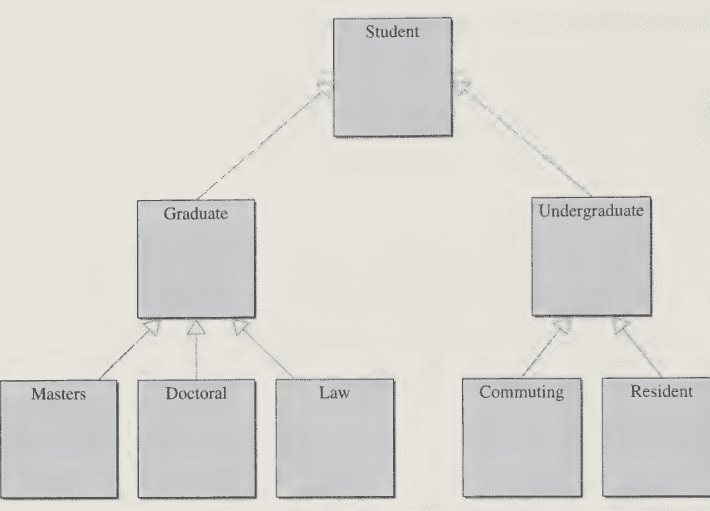 Student
Graduate
Undergraduate
Masters
Doctoral
Law
Commuting
Resident